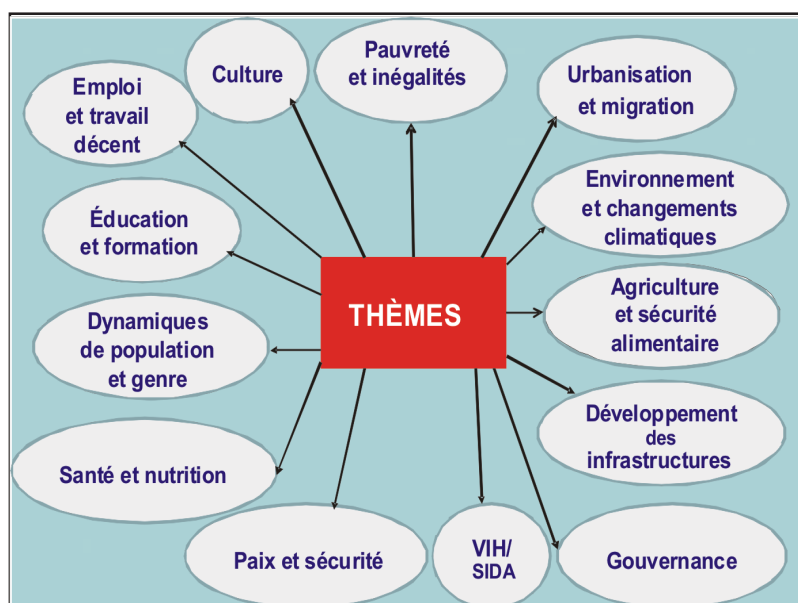 Culture
Pauvreté
et inégalités
Urbanisation
et migration
Emploi
et travail
décent
Environnement
et changements
climatiques
Éducation
et formation
THÈMES
Agriculture
et sécurité
alimentaire
Dynamiques
de population
et genre
Développement
des
infrastructures
Santé et nutrition
Paix et sécurité
VIH/
SIDA
Gouvernance